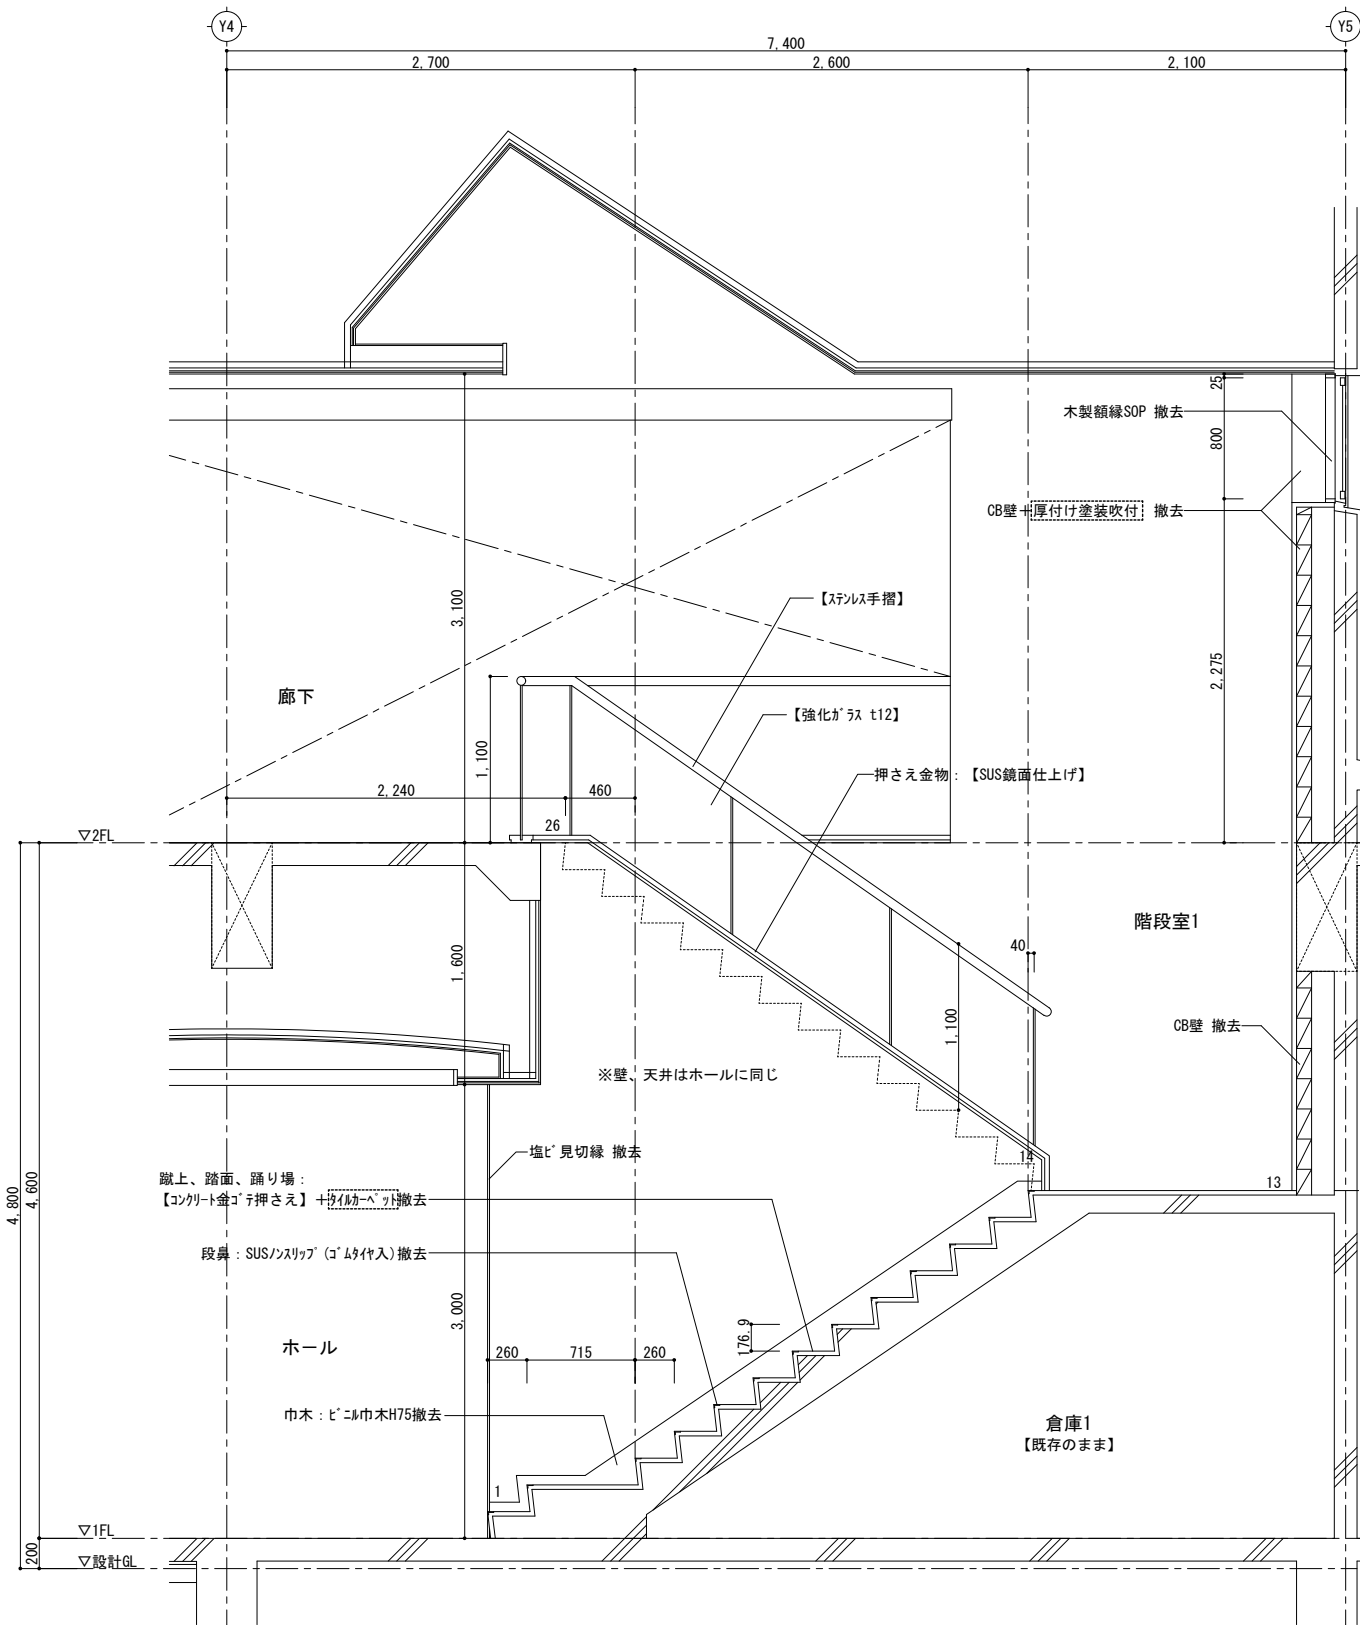 Y4
Y5
7,400
2,700
2,600
2,100
25
木製額縁SOP 撤去
800
CB壁+厚付け塗装吹付 撤去
3,100
【ｽﾃﾝﾚｽ手摺】
2,275
廊下
【強化ｶﾞﾗｽ t12】
1,100
押さえ金物：【SUS鏡面仕上げ】
2,240
460
26
▽2FL
階段室1
40
1,600
1,100
CB壁 撤去
※壁、天井はホールに同じ
塩ﾋﾞ見切縁 撤去
14
蹴上、踏面、踊り場：
【ｺﾝｸﾘｰﾄ金ｺﾞﾃ押さえ】+ﾀｲﾙｶｰﾍﾟｯﾄ撤去
13
4,800
4,600
段鼻：SUSﾉﾝｽﾘｯﾌﾟ(ｺﾞﾑﾀｲﾔ入)撤去
3,000
176.9
ホール
260
715
260
巾木：ﾋﾞﾆﾙ巾木H75撤去
倉庫1
【既存のまま】
1
▽1FL
200
▽設計GL